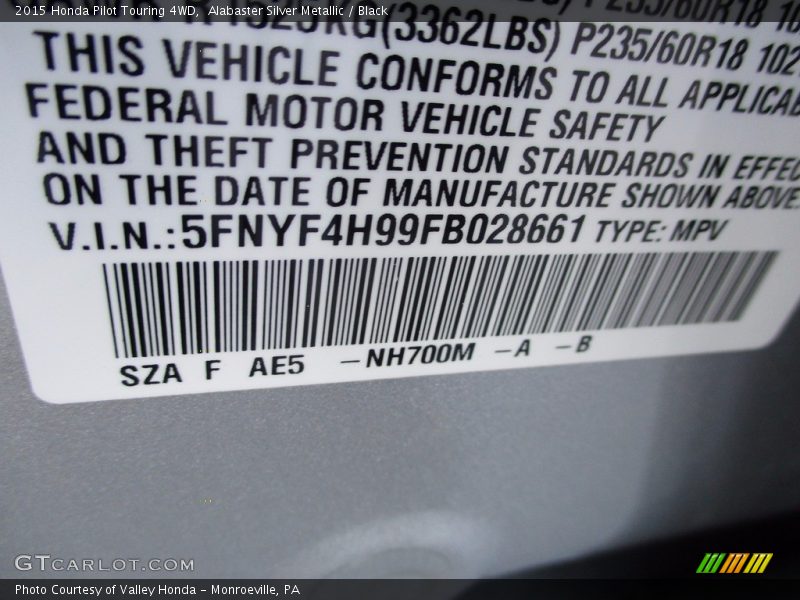 2015 Honda Pilot Touring 4WD, Alabaster Silver Metallic / Black
(3362LBS) P235/60R18
THIS VEHICLE CONFORMS TO ALL
FEDERAL MOTOR VEHICLE SAFETY
AND THEFT PREVENTION STANDARDS IN
ON THE DATE OF MANUFACTURE SHOWN ABOVE.
V.I.N.:5FNYF4H99FB028661 TYPE: MPV
SZA F AE5 -NH700M -A -B
GTCARLOT.COM
Photo Courtesy of Valley Honda - Monroeville, PA